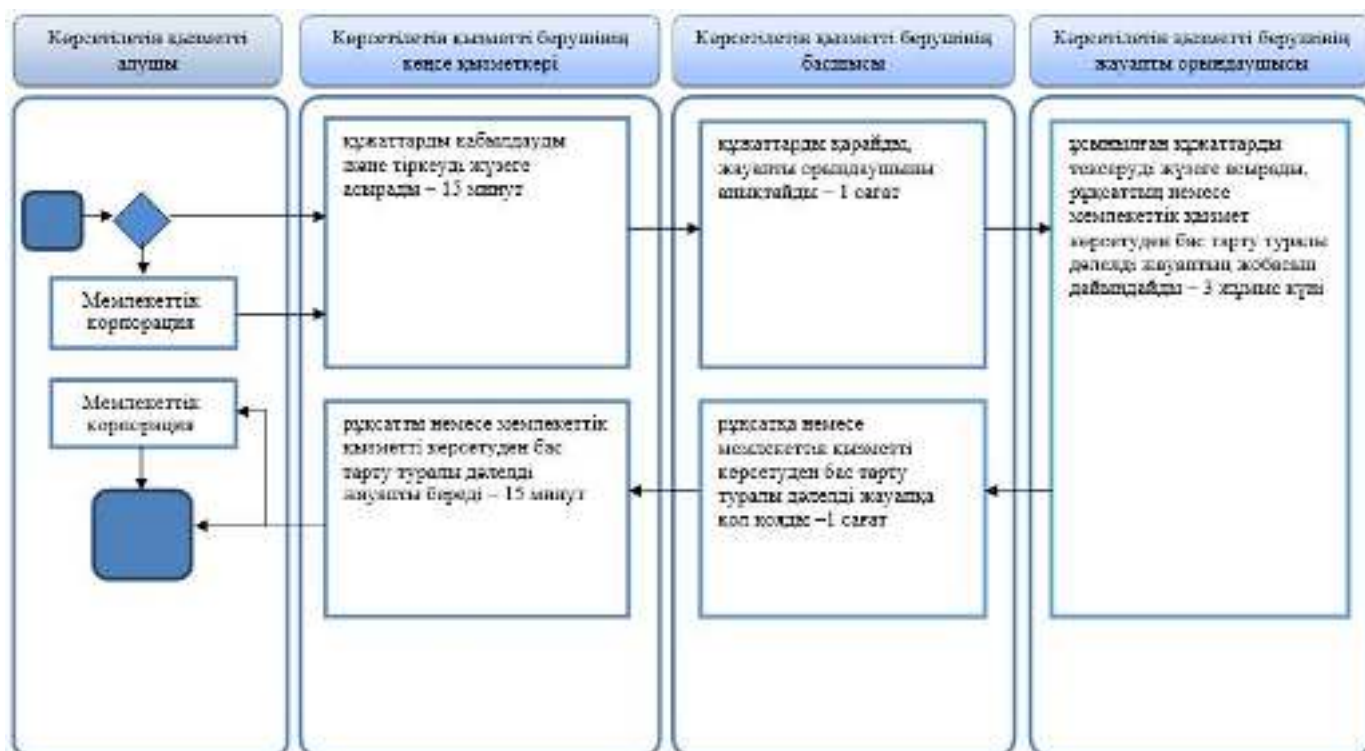 Көрсетілетін қызметті
алушы
Көрсетілетін қызметті берушінің
кеңсе қызметкері
Көрсетілетін қызметті берушінің
басшысы
Көрсетілетін қызметті берушінің
жауапты орындаушысы
құжаттарды қабылдауды
және тіркеуді жүзеге
асырады – 15 минут
құжаттарды қарайды,
жауапты орындаушыны
анықтайды – 1 сағат
ұсынылған құжаттарды
тексеруді жүзеге асырады,
рұқсаттың немесе
мемлекеттік қызмет
көрсетуден бас тарту туралы
дәлелді жауаптың жобасын
дайындайды – 3 жұмыс күні
Мемлекеттік
корпорация
Мемлекеттік
корпорация
рұқсатты немесе мемлекеттік
қызметті көрсетуден бас
тарту туралы дәлелді
жауапты береді – 15 минут
рұқсатқа немесе
мемлекеттік қызметті
көрсетуден бас тарту
туралы дәлелді жауапқа
қол қояды –1 сағат